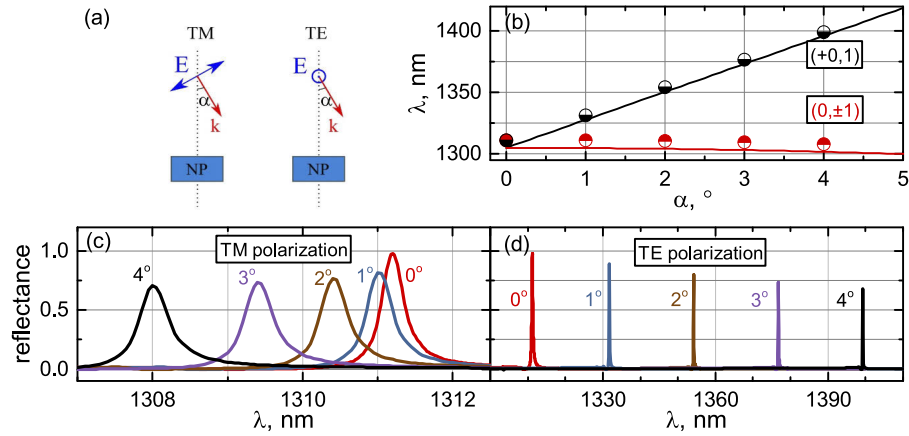 (a)
TM
TE
E
E
α
α
k
k
NP
NP
(b)
λ, nm
1400
1350
1300
(+0,1)
(0,±1)
0
1
2
3
4
5
α, °
(c)
TM polarization
reflectance
1.0
0.5
0.0
4°
3°
2°
1°
0°
1308
1310
1312
λ, nm
(d)
TE polarization
0°
1°
2°
3°
4°
1330
1360
1390
λ, nm